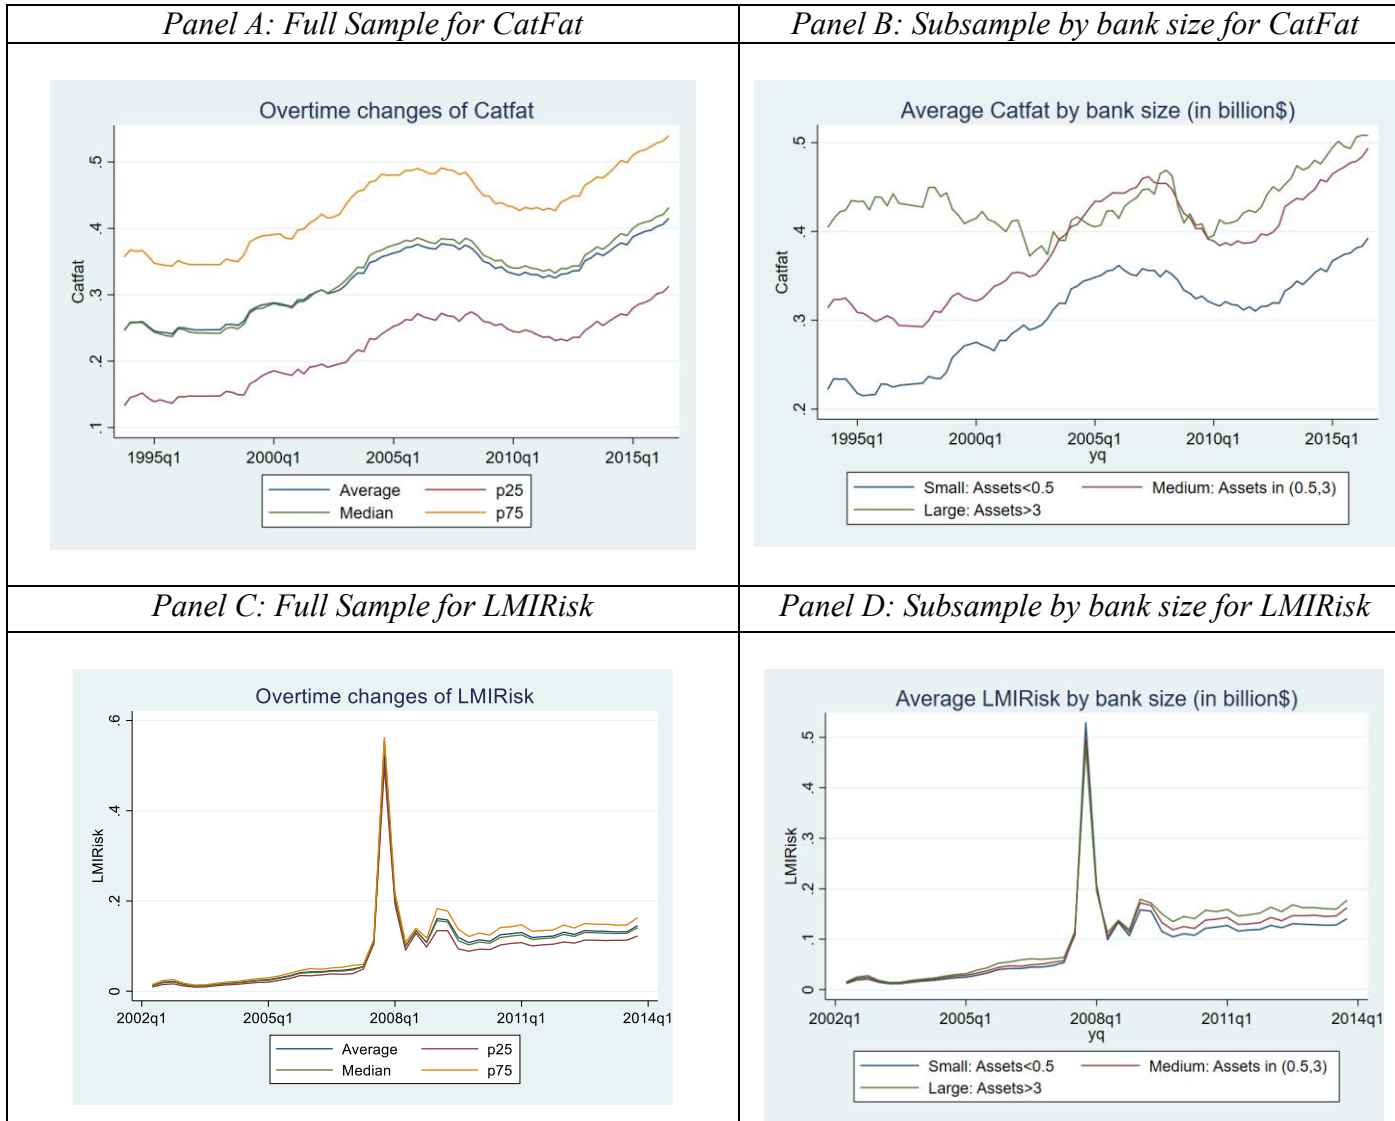 Panel A: Full Sample for CatFat
Panel B: Subsample by bank size for CatFat
Overtime changes of Catfat
Catfat
.5
.4
.3
.2
.1
1995q1 2000q1 2005q1 2010q1 2015q1
Average p25
Median p75
Average Catfat by bank size (in billion$)
Catfat
.5
.4
.3
.2
1995q1 2000q1 2005q1 2010q1 2015q1
yq
Small: Assets<0.5 Medium: Assets in (0.5,3)
Large: Assets>3
Panel C: Full Sample for LMIRisk
Panel D: Subsample by bank size for LMIRisk
Overtime changes of LMIRisk
LMIRisk
.6
.4
.2
0
2002q1 2005q1 2008q1 2011q1 2014q1
Average p25
Median p75
Average LMIRisk by bank size (in billion$)
LMIRisk
.5
.4
.3
.2
.1
0
2002q1 2005q1 2008q1 2011q1 2014q1
yq
Small: Assets<0.5 Medium: Assets in (0.5,3)
Large: Assets>3